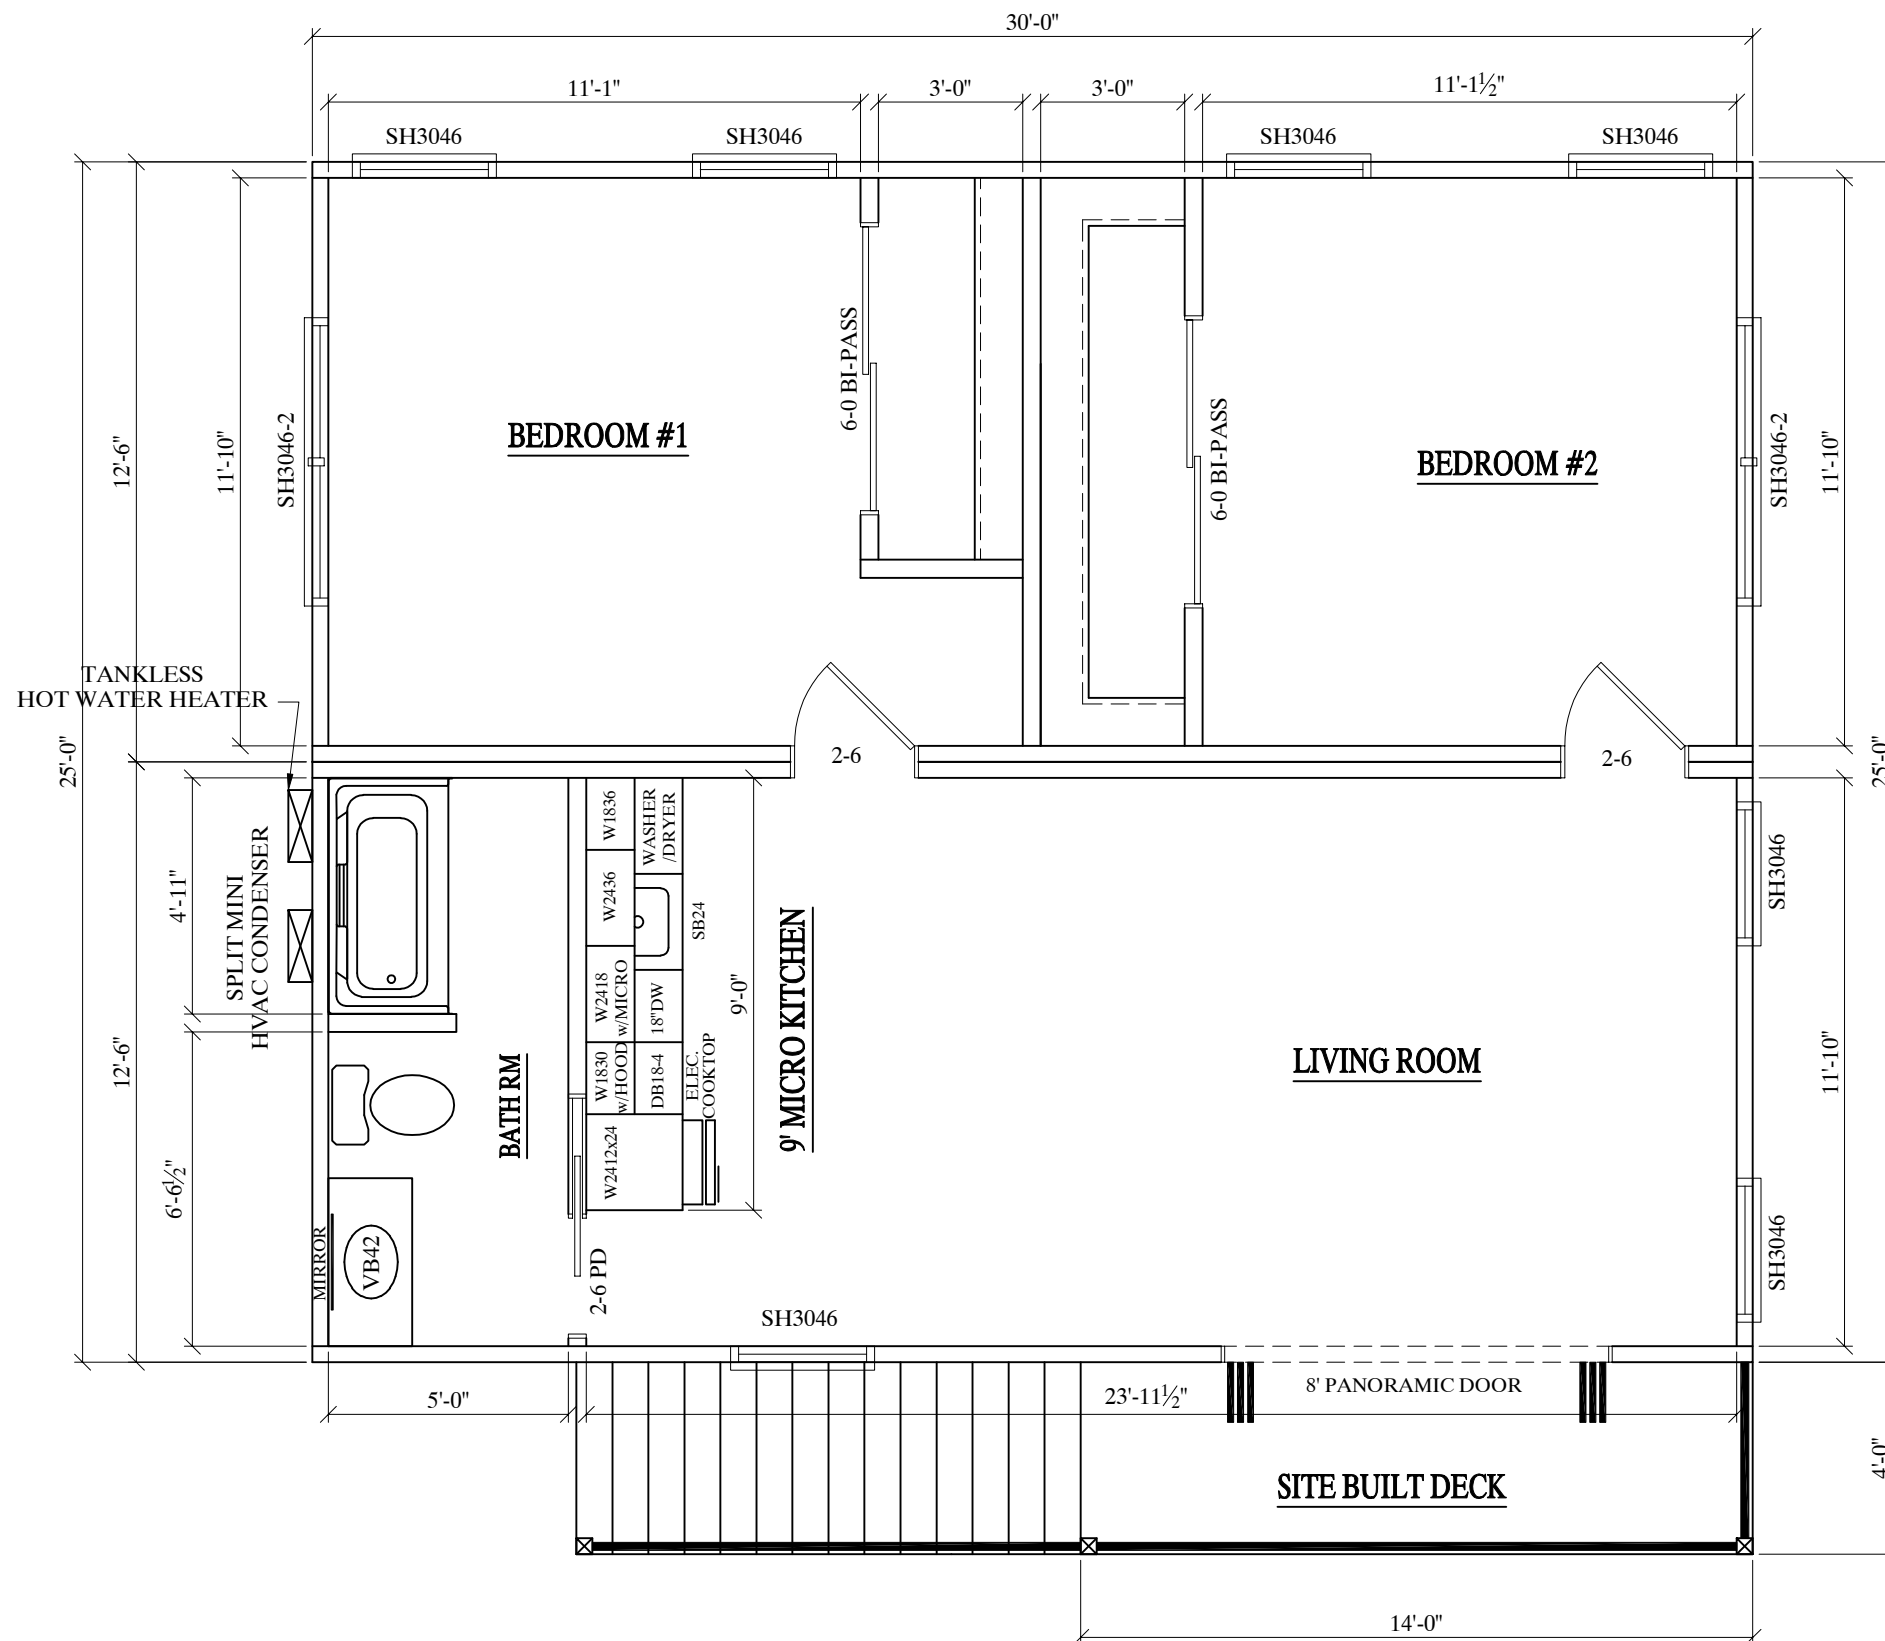 30'-0"
11'-1"
3'-0"
3'-0"
11'-1½"
SH3046
SH3046
SH3046
SH3046
6-0 BI-PASS
6-0 BI-PASS
BEDROOM #1
BEDROOM #2
12'-6"
11'-10"
SH3046-2
SH3046-2
11'-10"
TANKLESS
HOT WATER HEATER
25'-0"
25'-0"
2-6
2-6
4'-11"
SPLIT MINI
HVAC CONDENSER
W1836
WASHER
/DRYER
W2436
SB24
W2418
w/MICRO
18"DW
W1830
w/HOOD
DB18-4
ELEC.
COOKTOP
W2412x24
9'-0"
9' MICRO KITCHEN
BATH RM
LIVING ROOM
SH3046
11'-10"
SH3046
12'-6"
6'-6½"
MIRROR
VB42
2-6 PD
SH3046
5'-0"
23'-11½"
8' PANORAMIC DOOR
SITE BUILT DECK
4'-0"
14'-0"